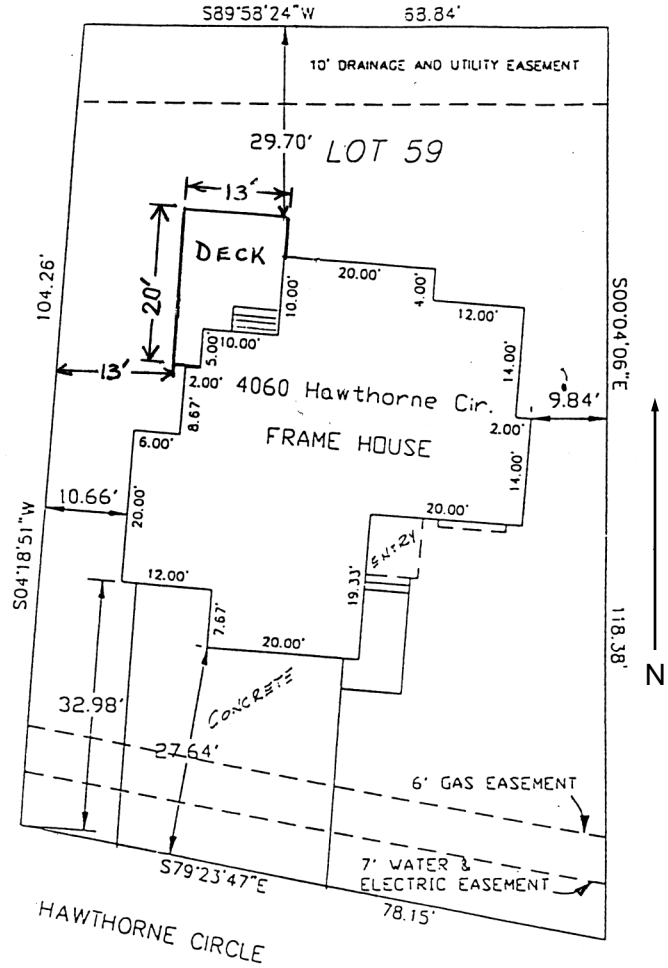 S89°58'24"W 68.84'
10' DRAINAGE AND UTILITY EASEMENT
29.70'
LOT 59
13'
DECK
20'
104.26'
20.00'
4.00'
12.00'
10.00'
S00°04'06"E
5.00'
10.00'
14.00'
13'
2.00'
4060 Hawthorne Cir.
9.84'
8.67'
2.00'
FRAME HOUSE
6.00'
14.00'
10.66'
20.00'
20.00'
S04°18'51"W
ENTRY
12.00'
19.33'
7.67'
118.38'
20.00'
N
CONCRETE
32.98'
27.64'
6' GAS EASEMENT
7' WATER &
ELECTRIC EASEMENT
S79°23'47"E
78.15'
HAWTHORNE CIRCLE